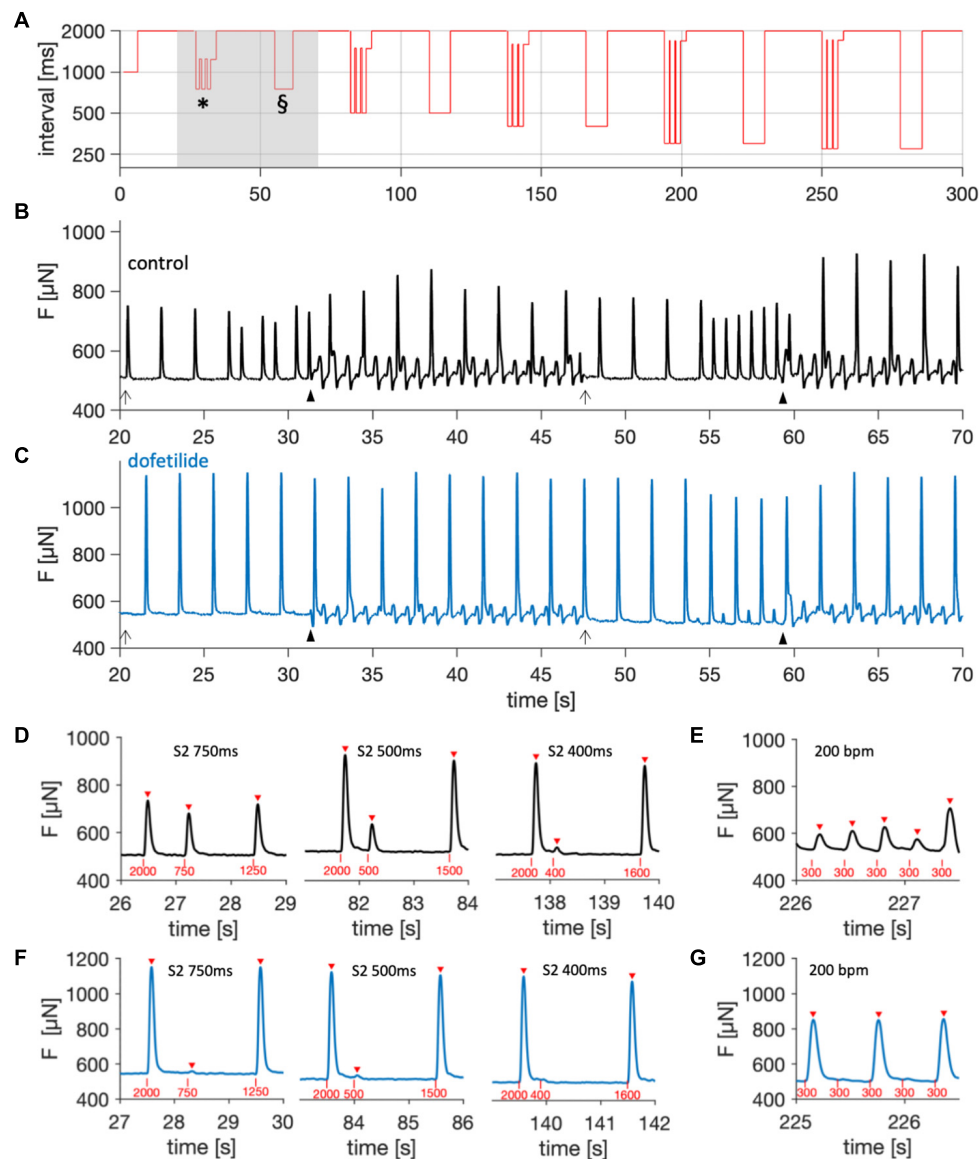 A
interval [ms]
2000
1000
500
250
* §
0 50 100 150 200 250 300
B
control
F [µN]
1000
800
600
400
20 25 30 35 40 45 50 55 60 65 70
C
dofetilide
F [µN]
1000
800
600
400
20 25 30 35 40 45 50 55 60 65 70
time [s]
D
F [µN]
1000
800
600
400
S2 750ms
2000 750 1250
26 27 28 29
time [s]
S2 500ms
2000 500 1500
82 83 84
time [s]
S2 400ms
2000 400 1600
138 139 140
time [s]
E
F [µN]
1000
800
600
400
200 bpm
300 300 300 300 300
226 227
time [s]
F
F [µN]
1200
1000
800
600
400
S2 750ms
2000 750 1250
27 28 29 30
time [s]
S2 500ms
2000 500 1500
84 85 86
time [s]
S2 400ms
2000 400 1600
140 141 142
time [s]
G
F [µN]
1200
1000
800
600
400
200 bpm
300 300 300 300 300
225 226
time [s]